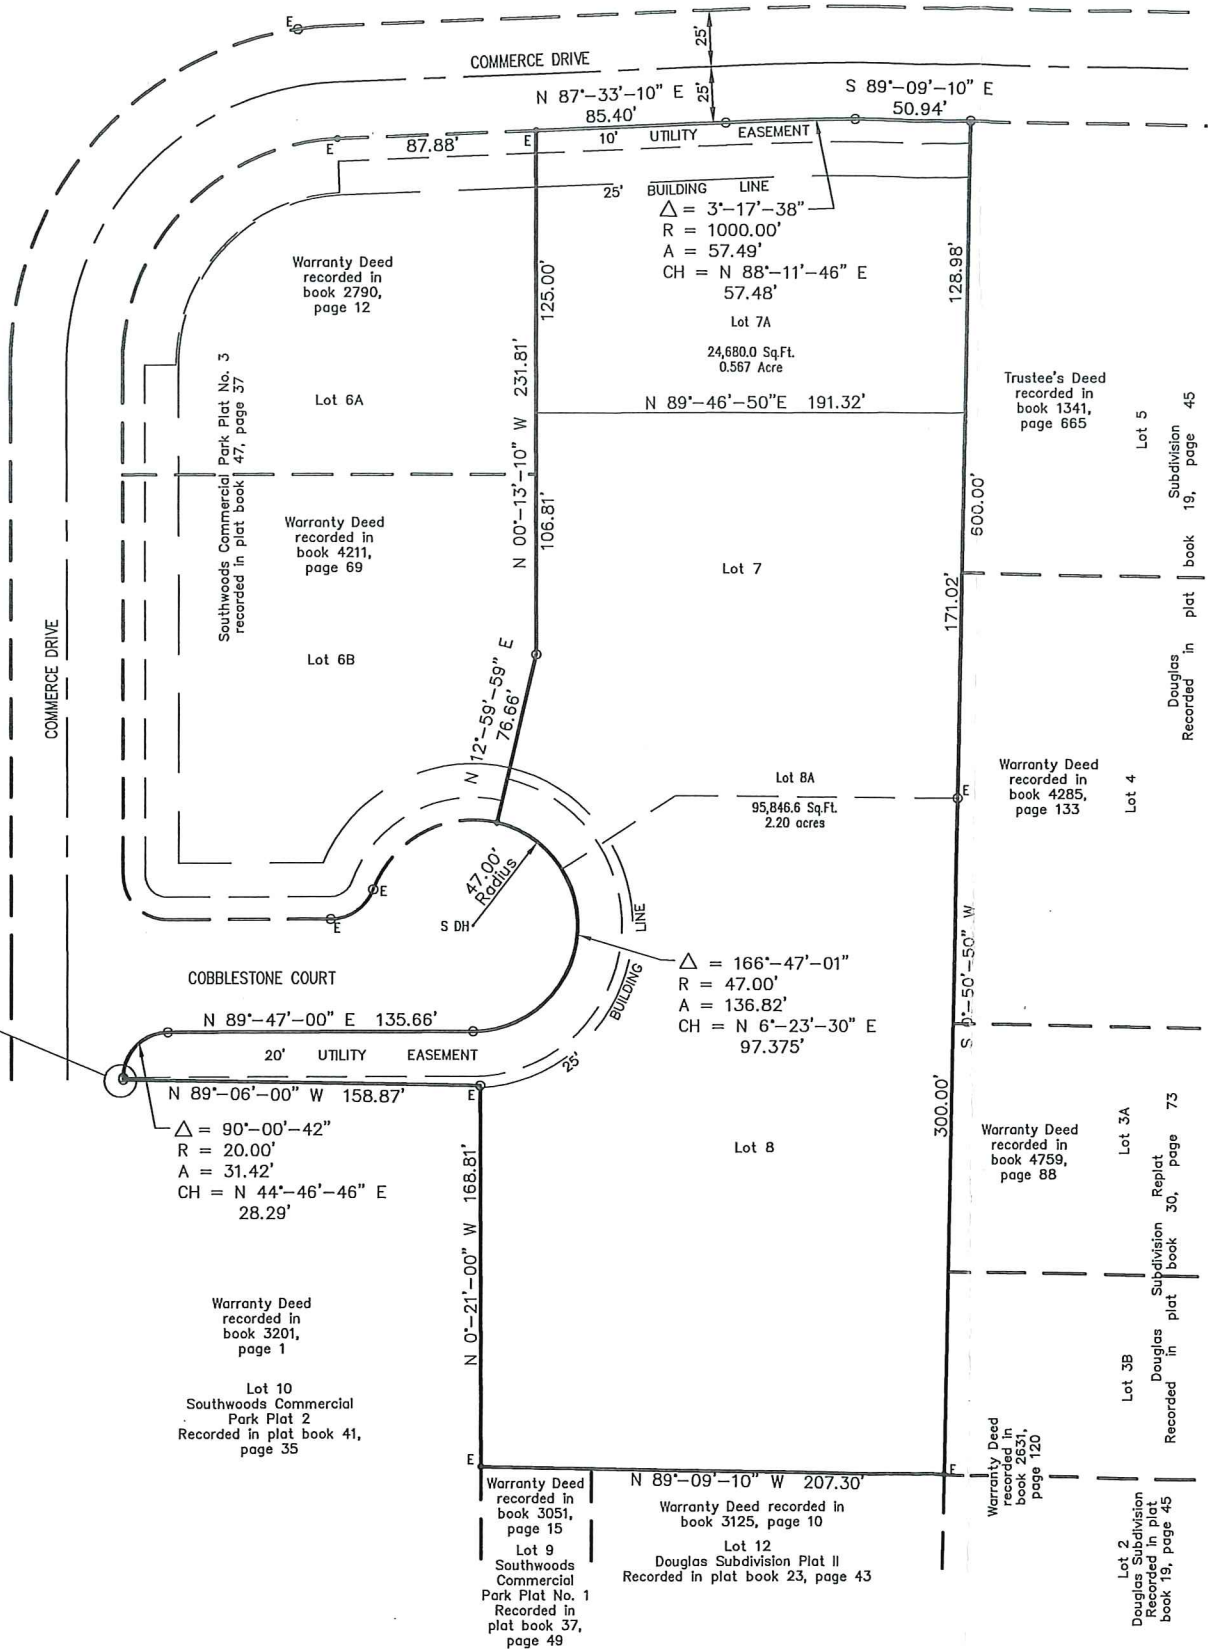 E
25'
COMMERCE DRIVE
25'
N 87°-33'-10" E
85.40'
S 89°-09'-10" E
50.94'
E
87.88'
E
10' UTILITY EASEMENT
25' BUILDING LINE
△ = 3°-17'-38"
R = 1000.00'
A = 57.49'
CH = N 88°-11'-46" E
57.48'
Lot 7A
24,680.0 Sq.Ft.
0.567 Acre
N 89°-46'-50"E 191.32'
125.00'
N 00°-13'-10" W 231.81'
106.81'
128.98'
600.00'
171.02'
Warranty Deed
recorded in
book 2790,
page 12
Lot 6A
Southwoods Commercial Park Plat No. 3
recorded in plat book 47, page 37
Warranty Deed
recorded in
book 4211,
page 69
Lot 6B
COMMERCE DRIVE
Trustee's Deed
recorded in
book 1341,
page 665
Lot 5
Douglas Subdivision
Recorded in plat book 19, page 45
Lot 7
N 12°-59'-59" E
76.66'
Lot 8A
95,846.6 Sq.Ft.
2.20 acres
E
Warranty Deed
recorded in
book 4285,
page 133
Lot 4
47.00'
Radius
S DH
E
E
BUILDING LINE
25'
COBBLESTONE COURT
△ = 166°-47'-01"
R = 47.00'
A = 136.82'
CH = N 6°-23'-30" E
97.375'
S 0°-50'-50" W
300.00'
N 89°-47'-00" E 135.66'
20' UTILITY EASEMENT
N 89°-06'-00" W 158.87'
E
△ = 90°-00'-42"
R = 20.00'
A = 31.42'
CH = N 44°-46'-46" E
28.29'
N 0°-21'-00" W 168.81'
Lot 8
Warranty Deed
recorded in
book 4759,
page 88
Lot 3A
Lot 3B
Douglas Subdivision Replat
Recorded in plat book 30, page 73
Warranty Deed
recorded in
book 3201,
page 1
Lot 10
Southwoods Commercial
Park Plat 2
Recorded in plat book 41,
page 35
E
N 89°-09'-10" W 207.30'
E
Warranty Deed
recorded in
book 2631,
page 120
Warranty Deed
recorded in
book 3051,
page 15
Lot 9
Southwoods
Commercial
Park Plat No. 1
Recorded in
plat book 37,
page 49
Warranty Deed recorded in
book 3125, page 10
Lot 12
Douglas Subdivision Plat II
Recorded in plat book 23, page 43
Lot 2
Douglas Subdivision
Recorded in plat
book 19, page 45